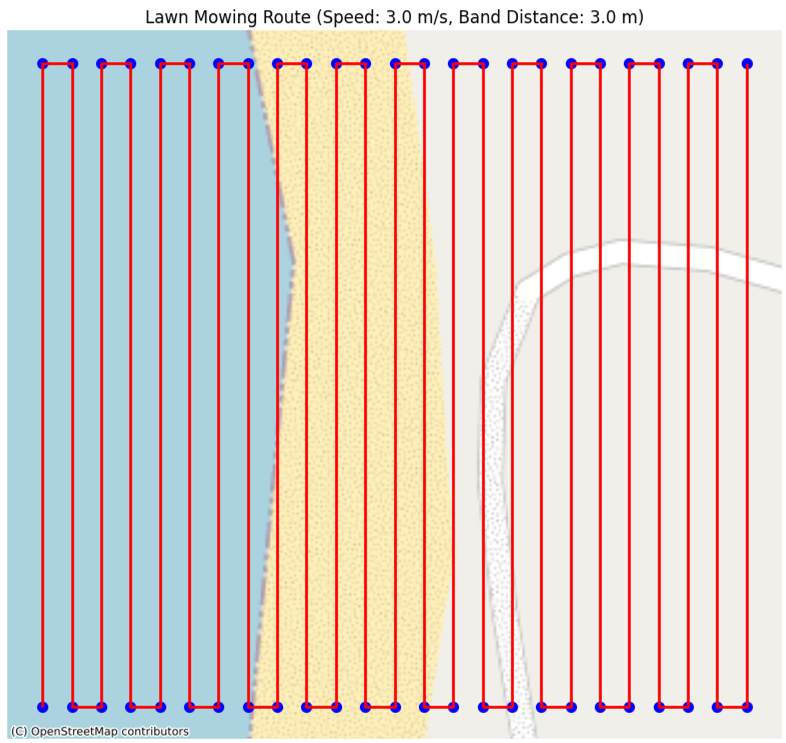 Lawn Mowing Route (Speed: 3.0 m/s, Band Distance: 3.0 m)
(C) OpenStreetMap contributors